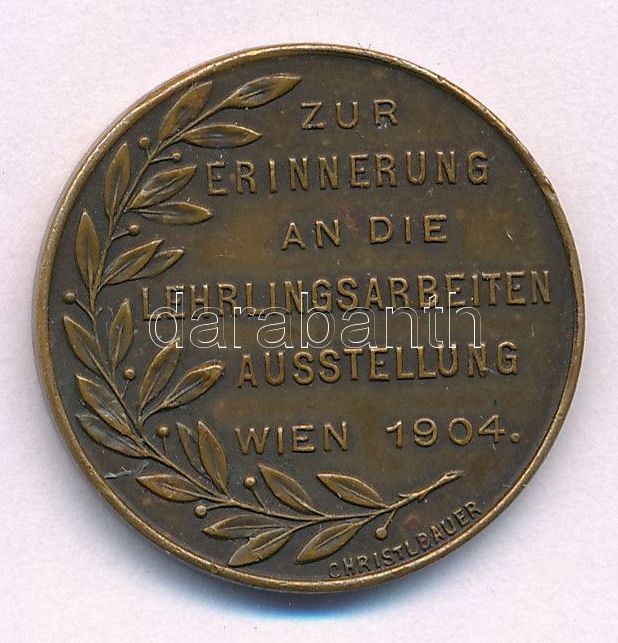 ZUR
ERINNERUNG
AN DIE
LEHRLINGSARBEITEN
darabanth
AUSSTELLUNG
WIEN 1904.
CHRISTLBAUER